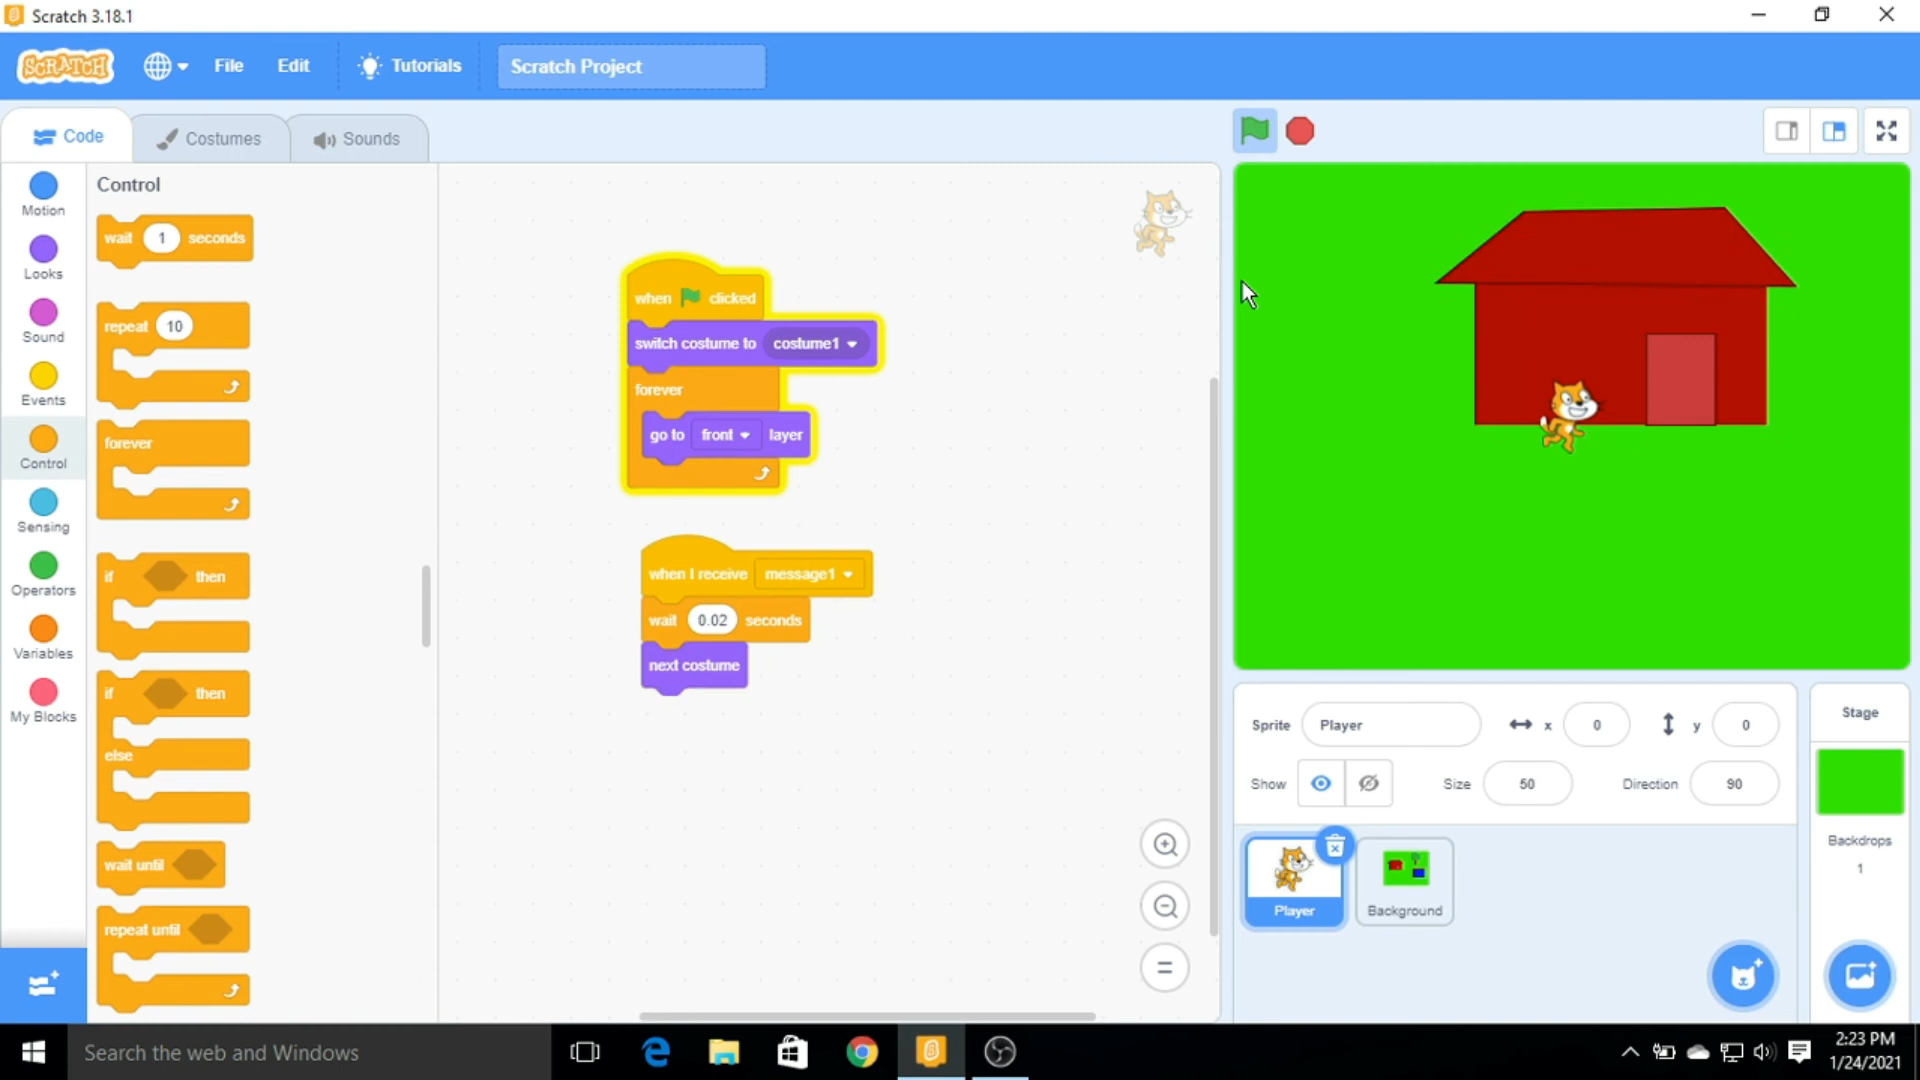 Scratch 3.18.1
SCRATCH
File
Edit
Tutorials
Scratch Project
Code
Costumes
Sounds
Motion
Looks
Sound
Events
Control
Sensing
Operators
Variables
My Blocks
Control
wait 1 seconds
repeat 10
forever
if then
if then
else
wait until
repeat until
when clicked
switch costume to costume1
forever
go to front layer
when I receive message1
wait 0.02 seconds
next costume
Sprite Player x 0 y 0
Show Size 50 Direction 90
Player
Background
Stage
Backdrops
1
Search the web and Windows
2:23 PM
1/24/2021